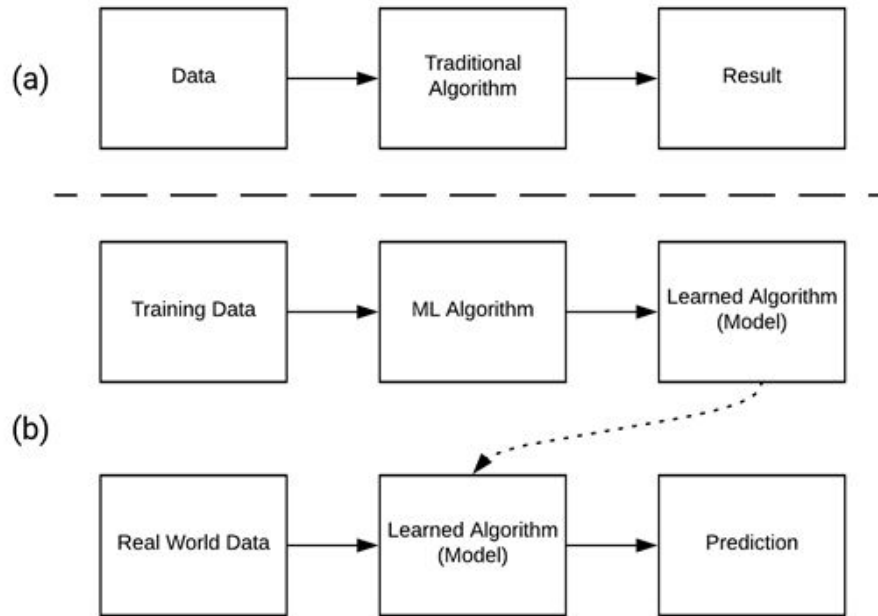 (a)
Data
Traditional
Algorithm
Result
Training Data
ML Algorithm
Learned Algorithm
(Model)
(b)
Real World Data
Learned Algorithm
(Model)
Prediction